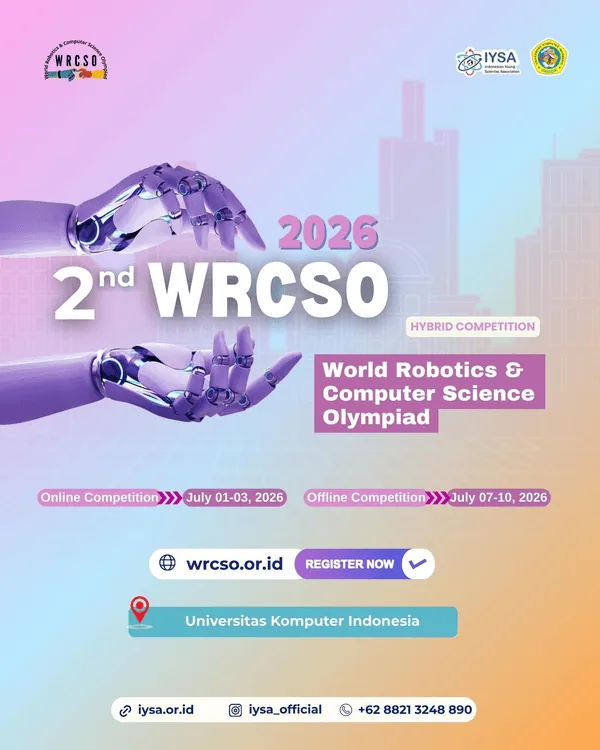 World Robotics & Computer Science Olympiad
WRCSO
IYSA
Indonesian Young
Scientist Association
2026
2nd WRCSO
HYBRID COMPETITION
World Robotics &
Computer Science
Olympiad
Online Competition July 01-03, 2026
Offline Competition July 07-10, 2026
wrcso.or.id REGISTER NOW
Universitas Komputer Indonesia
iysa.or.id iysa_official +62 8821 3248 890